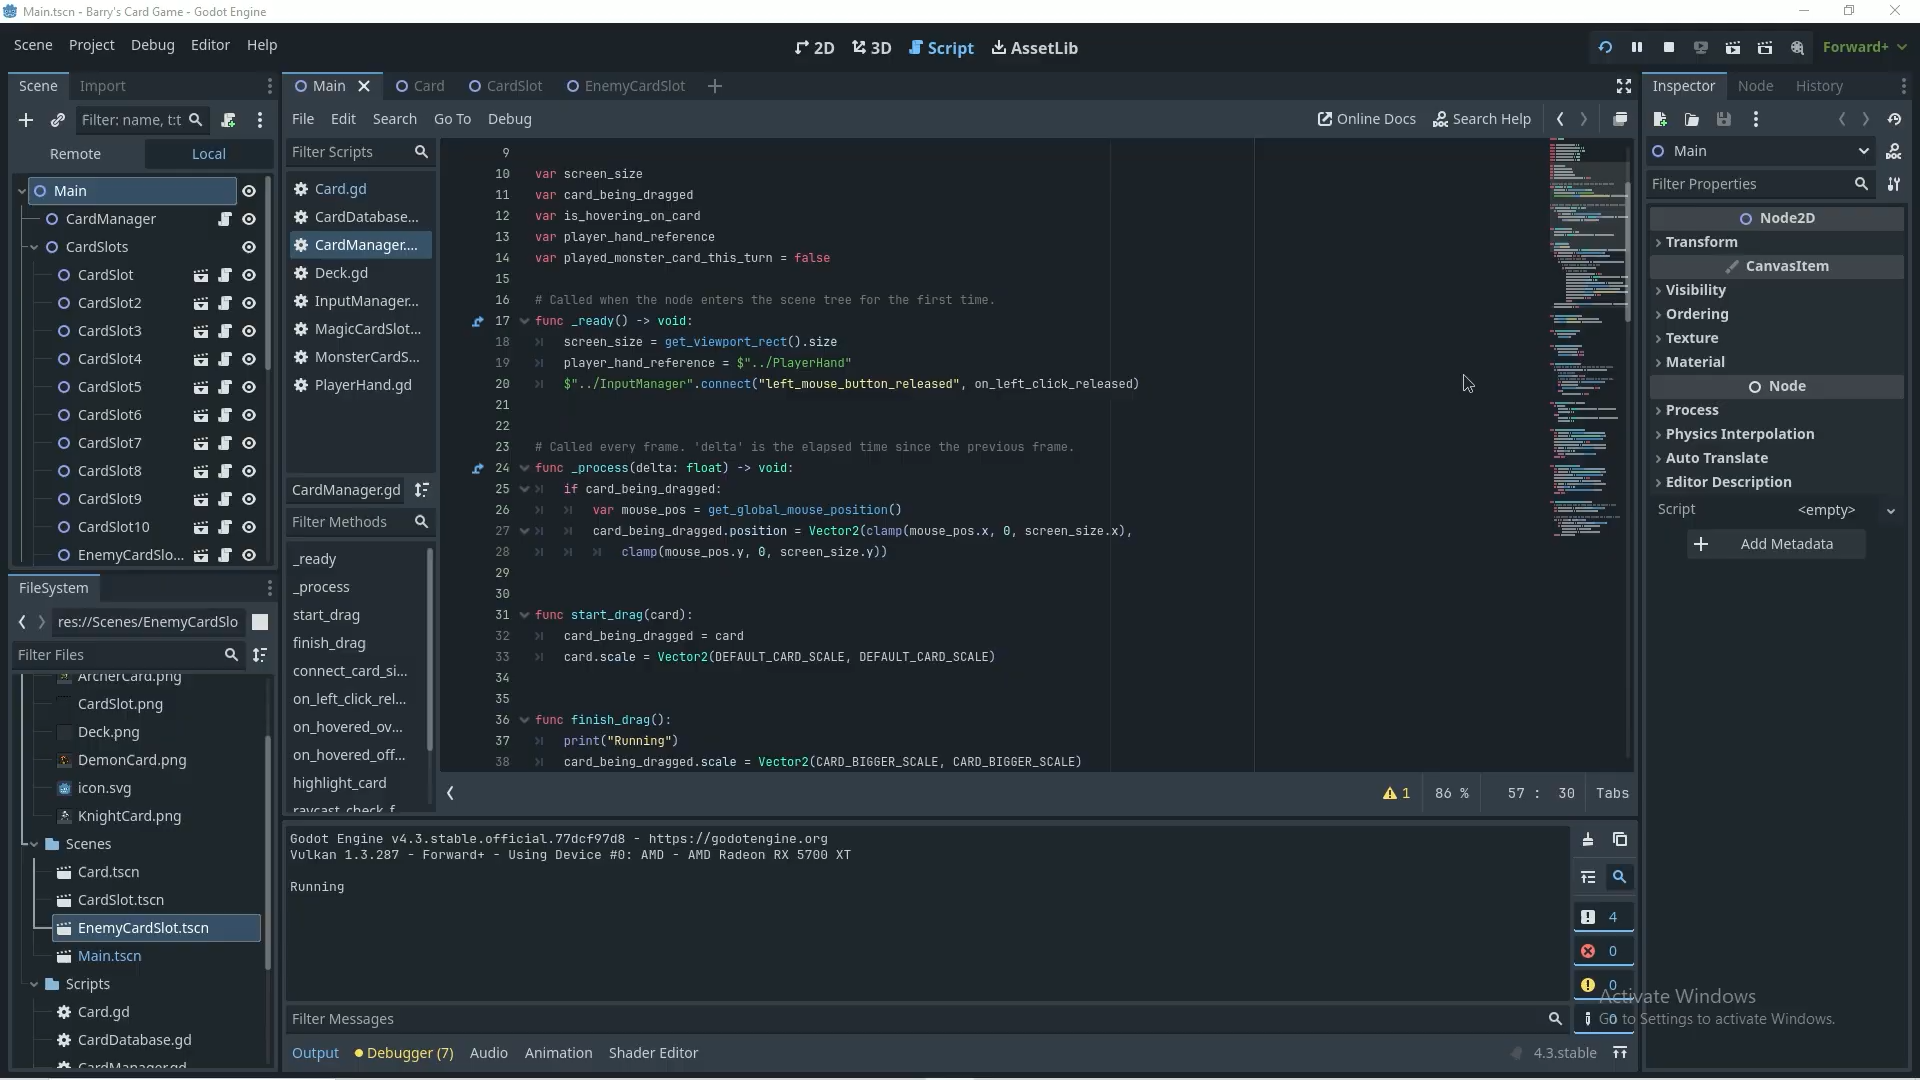 Main.tscn - Barry's Card Game - Godot Engine
Scene Project Debug Editor Help
2D 3D Script AssetLib
Forward+
Scene Import
Filter: name, t:t
Remote Local
Main
CardManager
CardSlots
CardSlot
CardSlot2
CardSlot3
CardSlot4
CardSlot5
CardSlot6
CardSlot7
CardSlot8
CardSlot9
CardSlot10
EnemyCardSlo...
FileSystem
res://Scenes/EnemyCardSlo
Filter Files
ArcherCard.png
CardSlot.png
Deck.png
DemonCard.png
icon.svg
KnightCard.png
Scenes
Card.tscn
CardSlot.tscn
EnemyCardSlot.tscn
Main.tscn
Scripts
Card.gd
CardDatabase.gd
CardManager.gd
Main Card CardSlot EnemyCardSlot
File Edit Search Go To Debug
Online Docs Search Help
Filter Scripts
Card.gd
CardDatabase...
CardManager....
Deck.gd
InputManager...
MagicCardSlot...
MonsterCardS...
PlayerHand.gd
CardManager.gd
Filter Methods
_ready
_process
start_drag
finish_drag
connect_card_si...
on_left_click_rel...
on_hovered_ov...
on_hovered_off...
highlight_card
raycast_check_f...
9
10 var screen_size
11 var card_being_dragged
12 var is_hovering_on_card
13 var player_hand_reference
14 var played_monster_card_this_turn = false
15
16 # Called when the node enters the scene tree for the first time.
17 func _ready() -> void:
18 screen_size = get_viewport_rect().size
19 player_hand_reference = $"../PlayerHand"
20 $"../InputManager".connect("left_mouse_button_released", on_left_click_released)
21
22
23 # Called every frame. 'delta' is the elapsed time since the previous frame.
24 func _process(delta: float) -> void:
25 if card_being_dragged:
26 var mouse_pos = get_global_mouse_position()
27 card_being_dragged.position = Vector2(clamp(mouse_pos.x, 0, screen_size.x),
28 clamp(mouse_pos.y, 0, screen_size.y))
29
30
31 func start_drag(card):
32 card_being_dragged = card
33 card.scale = Vector2(DEFAULT_CARD_SCALE, DEFAULT_CARD_SCALE)
34
35
36 func finish_drag():
37 print("Running")
38 card_being_dragged.scale = Vector2(CARD_BIGGER_SCALE, CARD_BIGGER_SCALE)
1 86 % 57 : 30 Tabs
Godot Engine v4.3.stable.official.77dcf97d8 - https://godotengine.org
Vulkan 1.3.287 - Forward+ - Using Device #0: AMD - AMD Radeon RX 5700 XT
Running
4
0
0
0
Filter Messages
Output Debugger (7) Audio Animation Shader Editor
4.3.stable
Inspector Node History
Main
Filter Properties
Node2D
Transform
CanvasItem
Visibility
Ordering
Texture
Material
Node
Process
Physics Interpolation
Auto Translate
Editor Description
Script <empty>
Add Metadata
Activate Windows
Go to Settings to activate Windows.